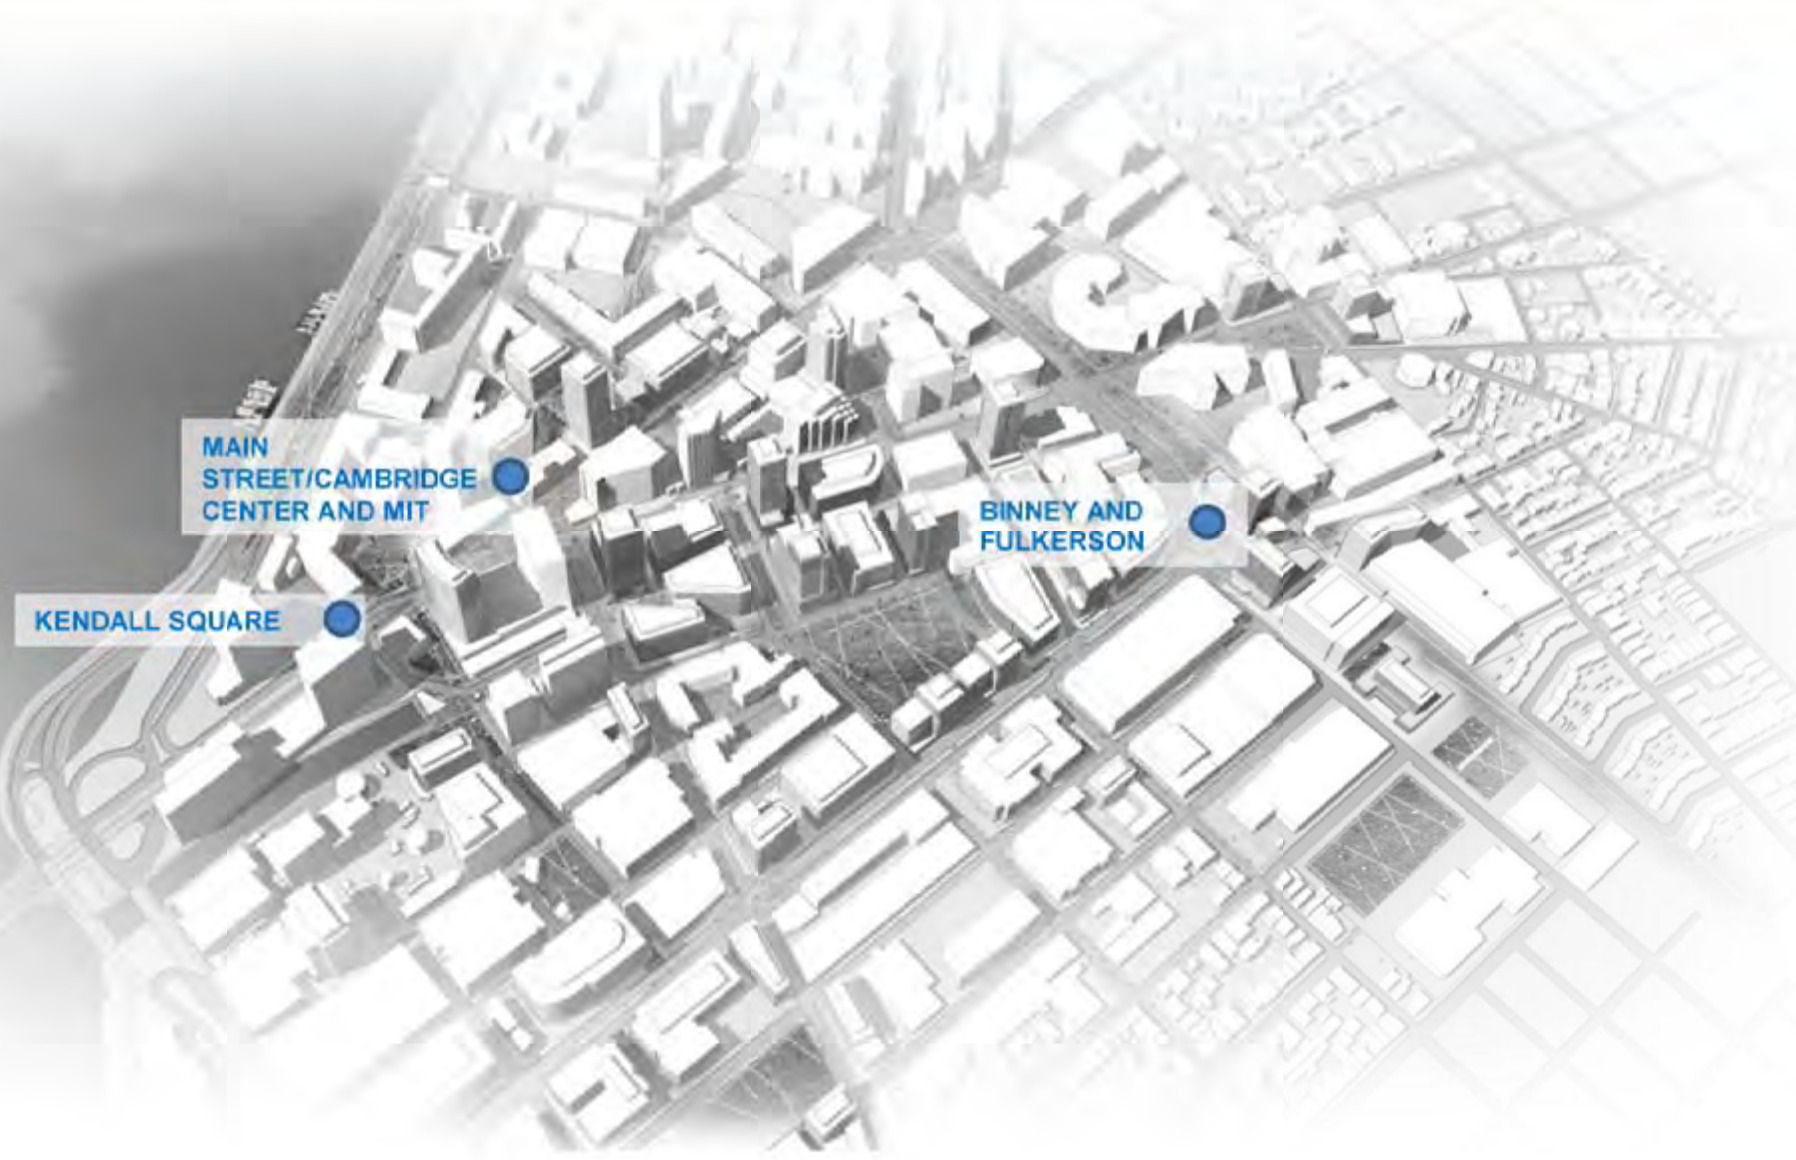 MAIN
STREET/CAMBRIDGE
CENTER AND MIT
BINNEY AND
FULKERSON
KENDALL SQUARE